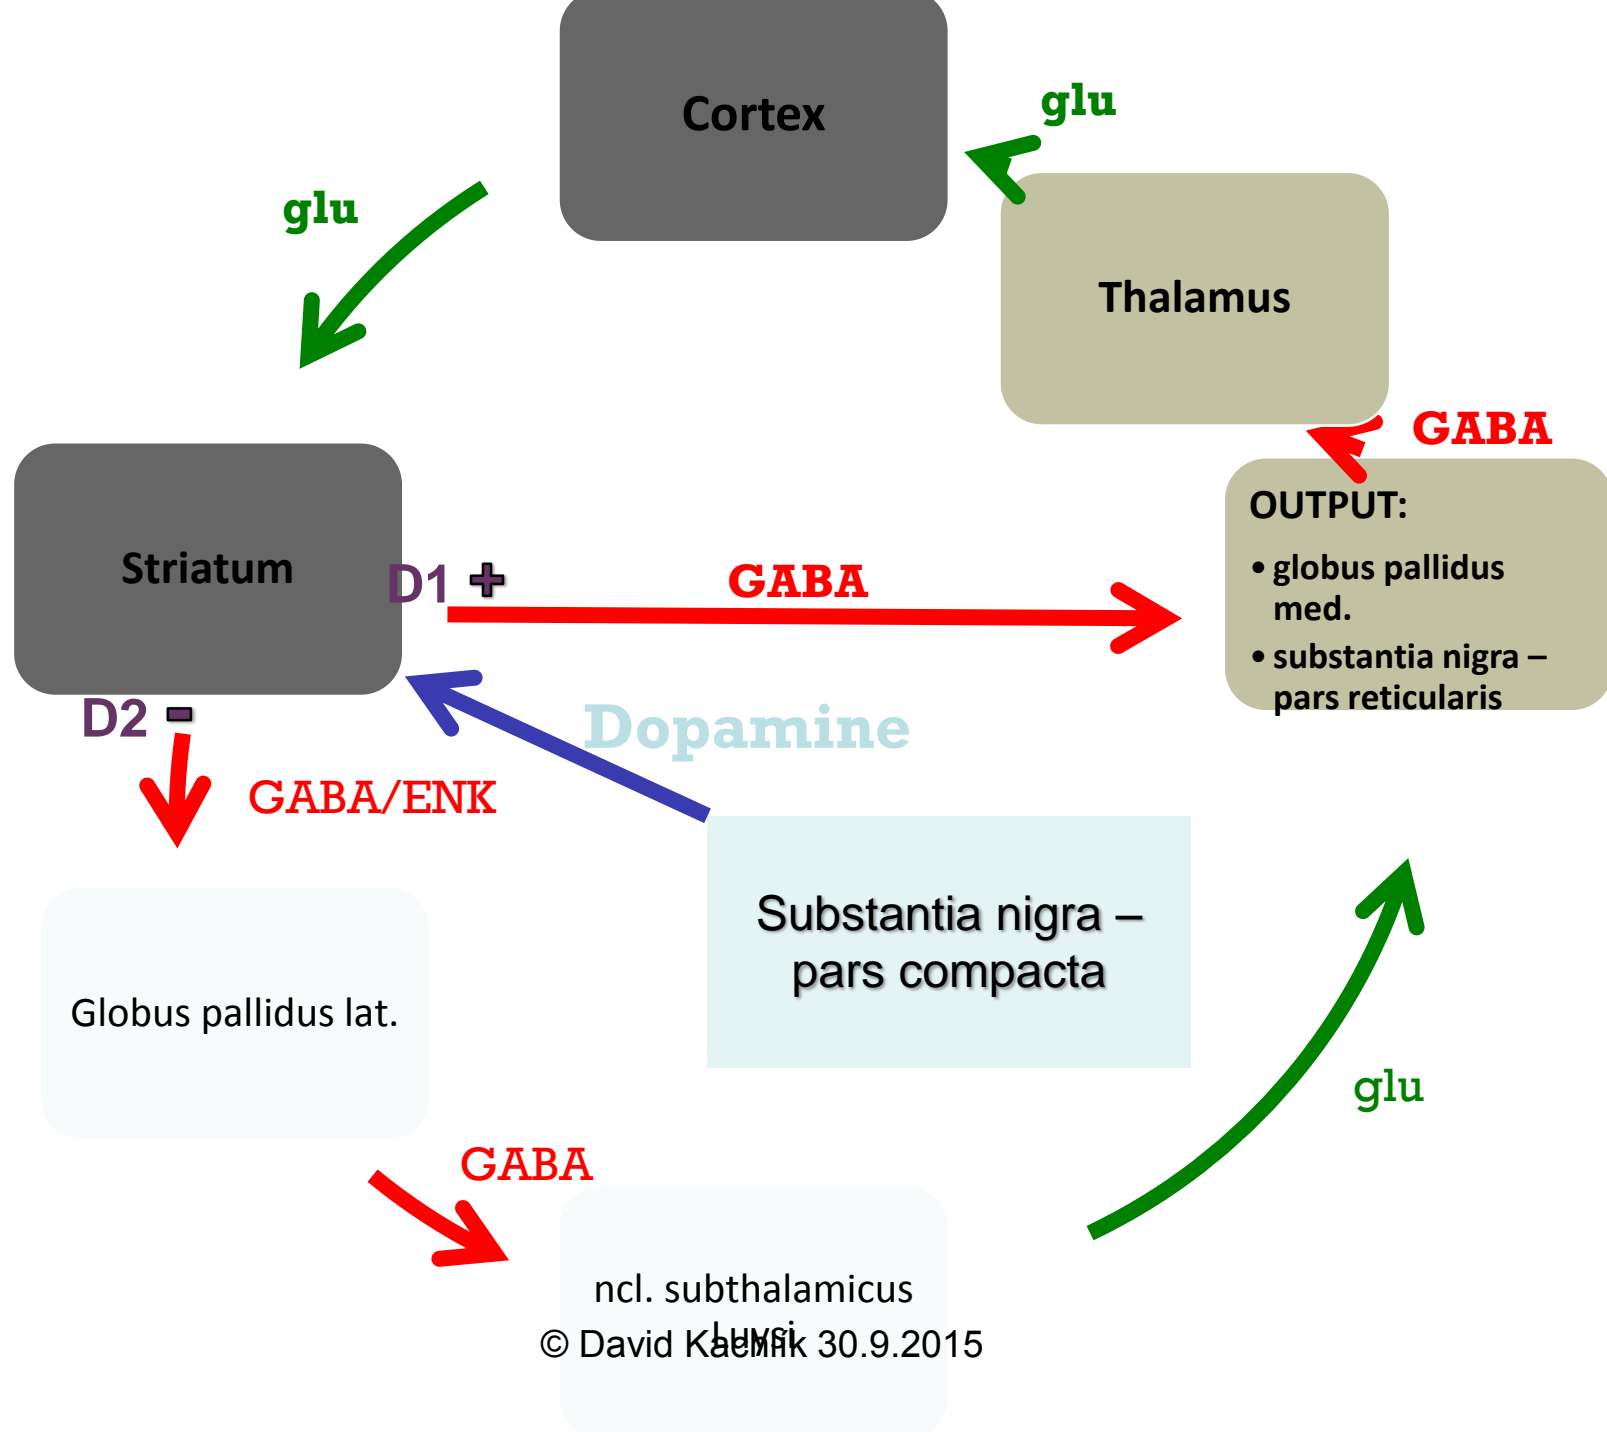 Cortex
glu
glu
Thalamus
GABA
OUTPUT:
• globus pallidus
med.
• substantia nigra –
pars reticularis
Striatum
D1 +
GABA
D2 -
Dopamine
GABA/ENK
Substantia nigra –
pars compacta
Globus pallidus lat.
glu
GABA
ncl. subthalamicus
Luysi
© David Kachlík 30.9.2015